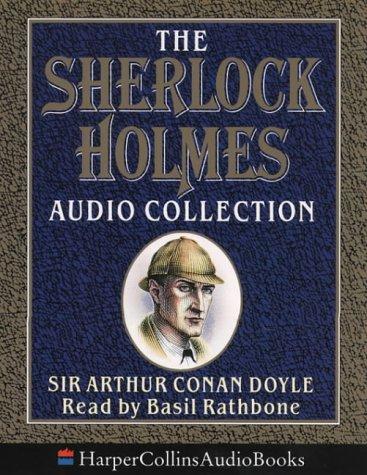 THE
SHERLOCK
HOLMES
AUDIO COLLECTION
SIR ARTHUR CONAN DOYLE
Read by Basil Rathbone
HarperCollinsAudioBooks